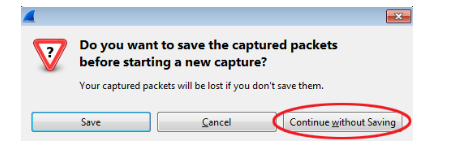 Do you want to save the captured packets
before starting a new capture?
Your captured packets will be lost if you don't save them.
Save Cancel Continue without Saving